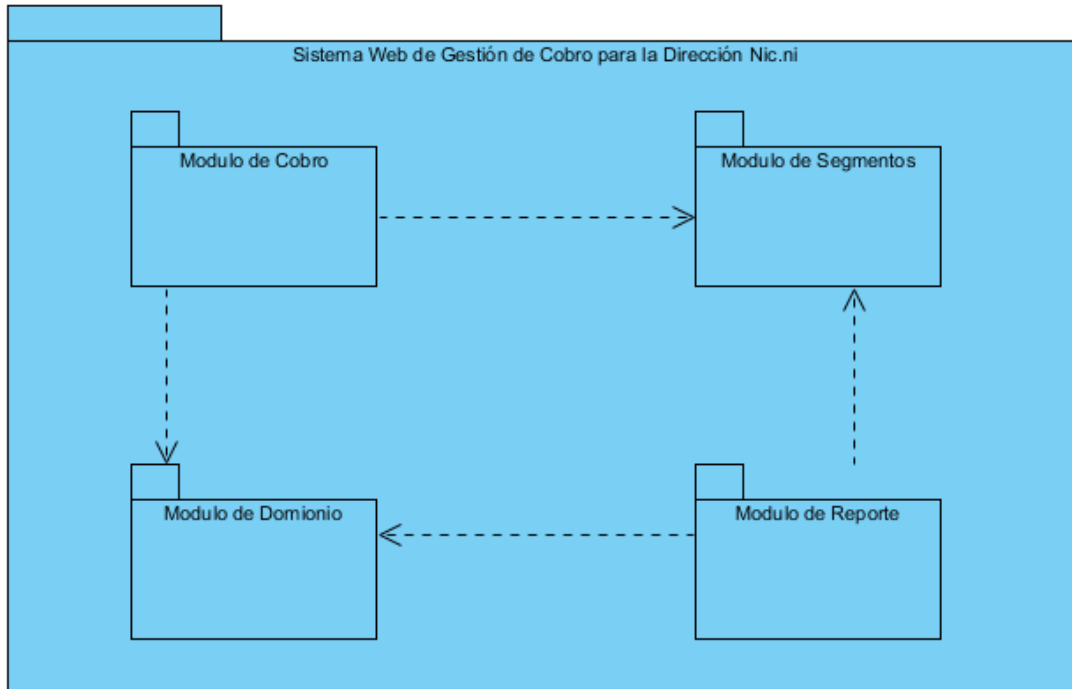 Sistema Web de Gestión de Cobro para la Dirección Nic.ni
Modulo de Cobro
Modulo de Segmentos
Modulo de Domionio
Modulo de Reporte